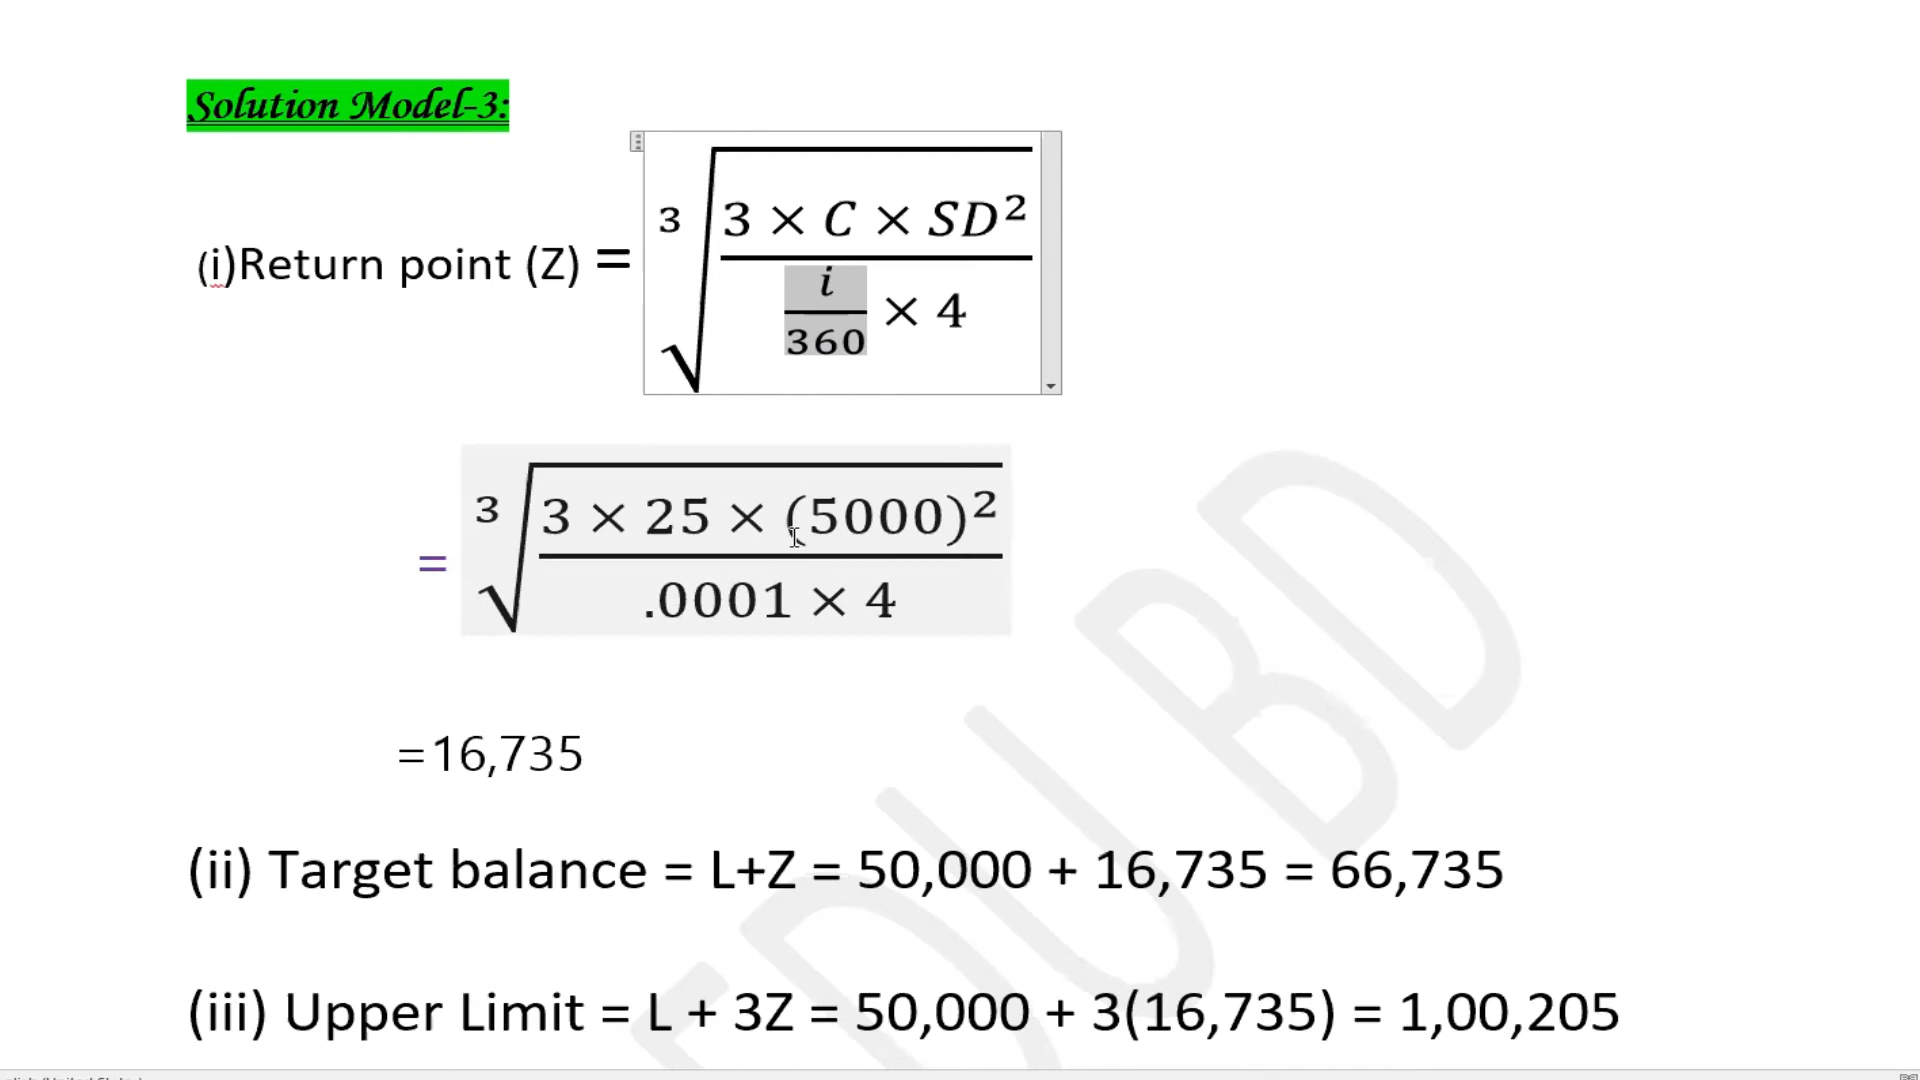 Solution Model-3:
(i)Return point (Z) = ∛((3 × C × SD²) / (i/360 × 4))
= ∛((3 × 25 × (5000)²) / (.0001 × 4))
=16,735
(ii) Target balance = L+Z = 50,000 + 16,735 = 66,735
(iii) Upper Limit = L + 3Z = 50,000 + 3(16,735) = 1,00,205
EDU BD